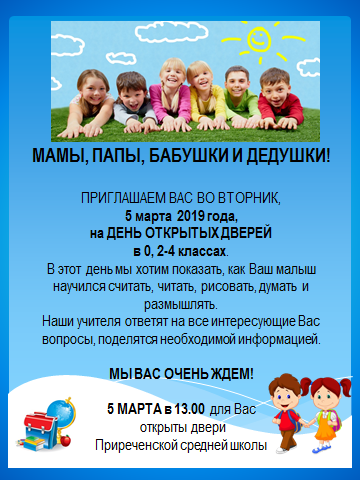 МАМЫ, ПАПЫ, БАБУШКИ И ДЕДУШКИ!
ПРИГЛАШАЕМ ВАС ВО ВТОРНИК,
5 марта 2019 года,
на ДЕНЬ ОТКРЫТЫХ ДВЕРЕЙ
в 0, 2-4 классах.
В этот день мы хотим показать, как Ваш малыш
научился считать, читать, рисовать, думать и
размышлять.
Наши учителя ответят на все интересующие Вас
вопросы, поделятся необходимой информацией.
МЫ ВАС ОЧЕНЬ ЖДЕМ!
5 МАРТА в 13.00 для Вас
открыты двери
Приреченской средней школы